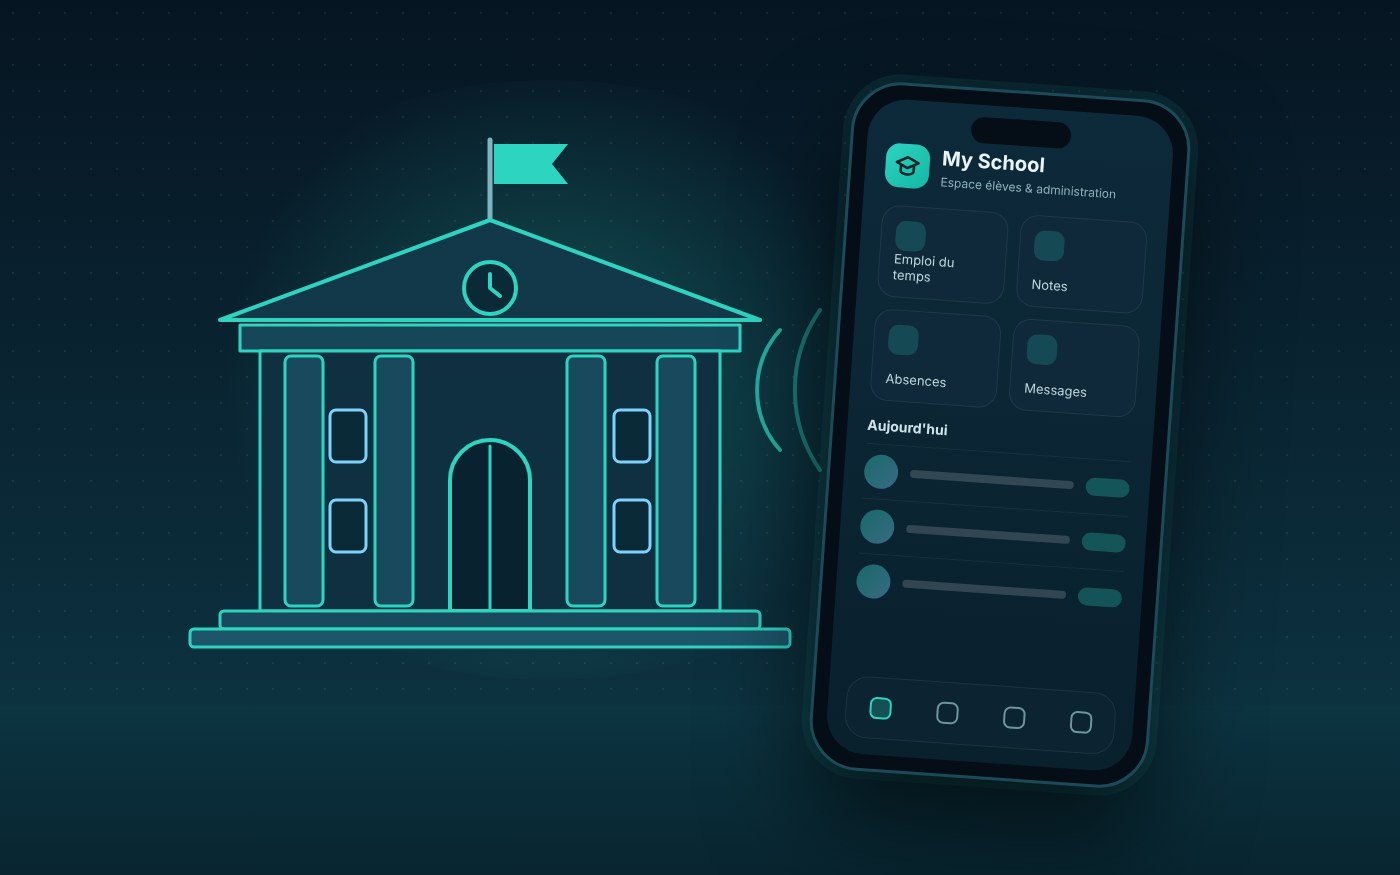 My School
Espace élèves & administration
Emploi du
temps
Notes
Absences
Messages
Aujourd'hui